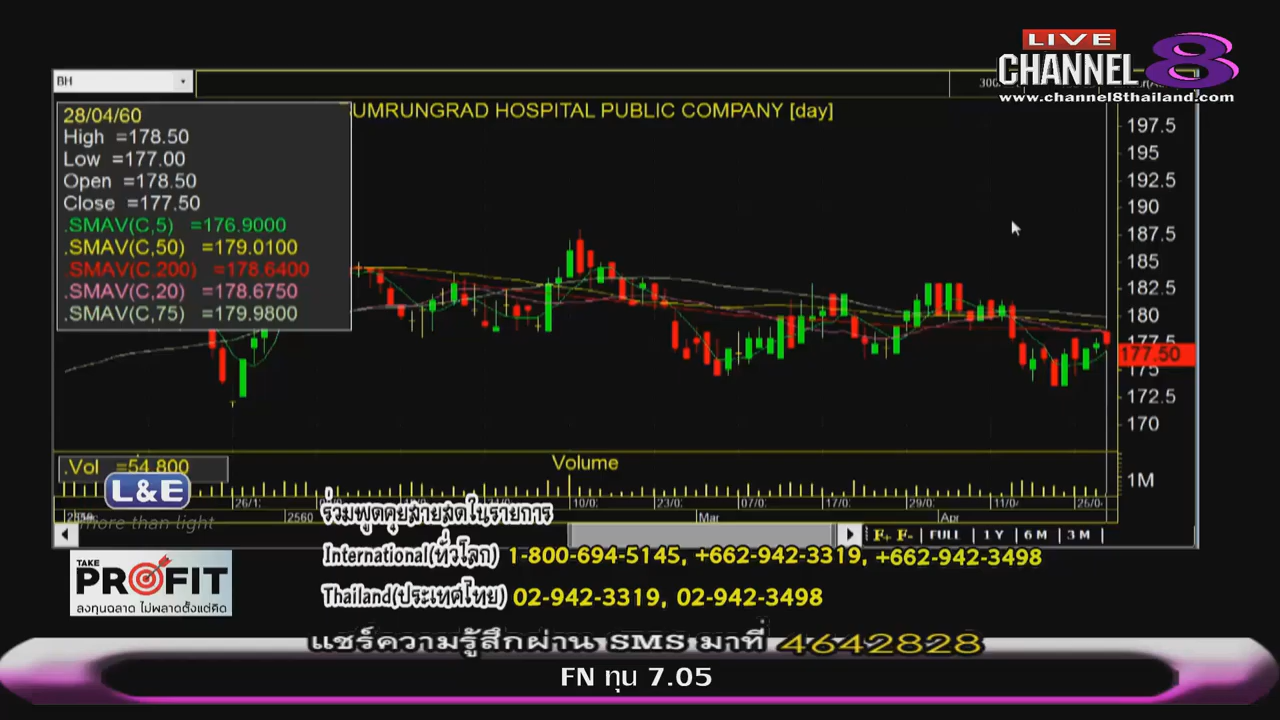 LIVE
CHANNEL 8
www.channel8thailand.com
BH
UMRUNGRAD HOSPITAL PUBLIC COMPANY [day]
28/04/60
High =178.50
Low =177.00
Open =178.50
Close =177.50
.SMAV(C,5) =176.9000
.SMAV(C,50) =179.0100
.SMAV(C,200) =178.6400
.SMAV(C,20) =178.6750
.SMAV(C,75) =179.9800
197.5
195
192.5
190
187.5
185
182.5
180
177.5
177.50
175
172.5
170
.Vol =54,800
Volume
1M
L&E
more than light
26/1
10/0
23/0
07/0
17/0
11/0
25/0
2560
Mar
Apr
F+ F- FULL 1 Y 6 M 3 M
ร่วมพูดคุยสายสดในรายการ
International(ทั่วโลก) 1-800-694-5145, +662-942-3319, +662-942-3498
Thailand(ประเทศไทย) 02-942-3319, 02-942-3498
TAKE
PROFIT
ลงทุนฉลาด ไม่พลาดตั้งแต่คิด
แชร์ความรู้สึกผ่าน SMS มาที่ 4642828
FN ทุน 7.05